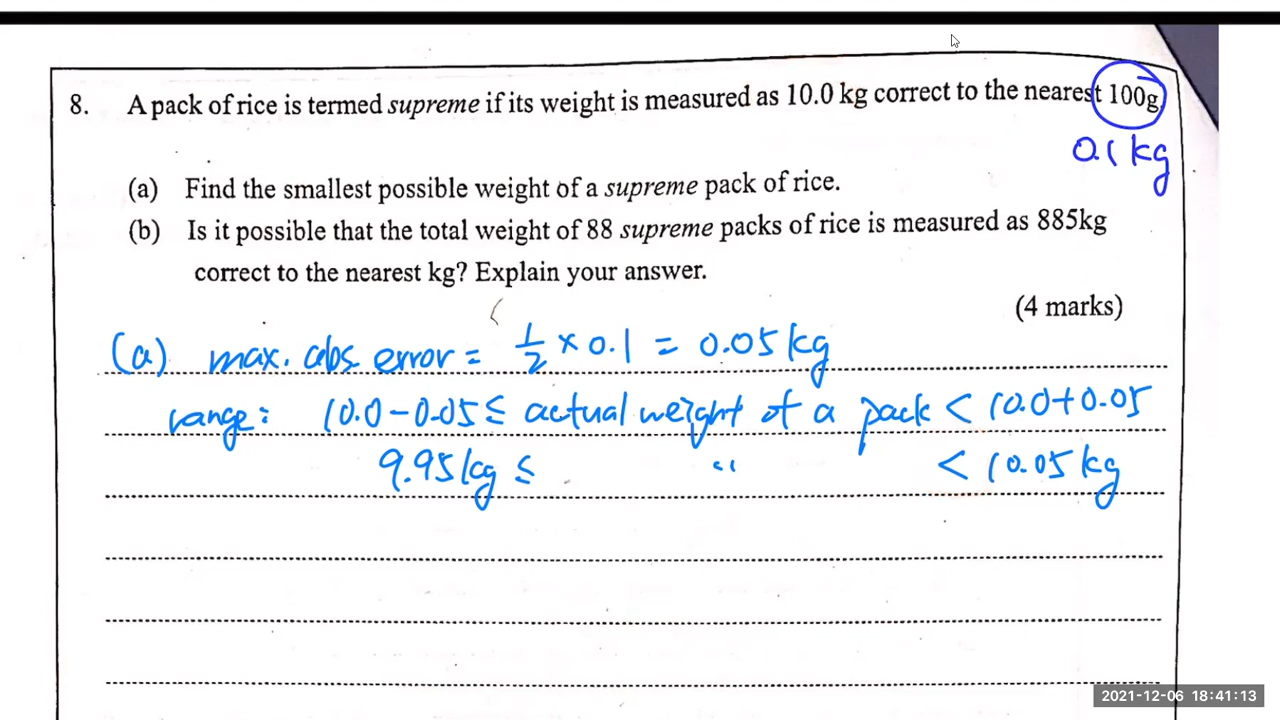 8. A pack of rice is termed supreme if its weight is measured as 10.0 kg correct to the nearest 100g
0.1 kg
(a) Find the smallest possible weight of a supreme pack of rice.
(b) Is it possible that the total weight of 88 supreme packs of rice is measured as 885kg
correct to the nearest kg? Explain your answer.
(4 marks)
(a) max. abs. error = 1/2 × 0.1 = 0.05 kg
range: 10.0 - 0.05 ≤ actual weight of a pack < 10.0+0.05
9.95kg ≤ " < 10.05kg
2021-12-06 18:41:13